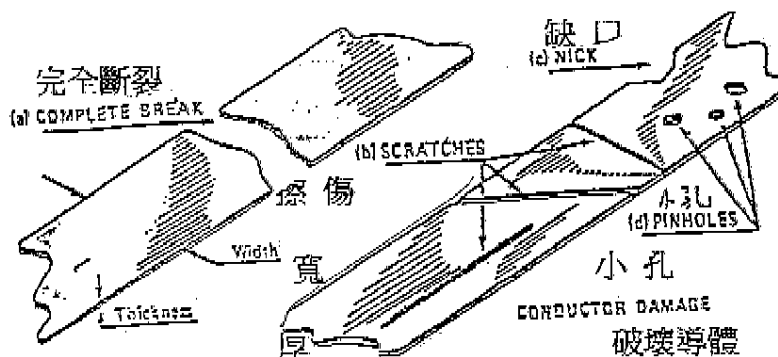 完全斷裂
(a) COMPLETE BREAK
缺口
(c) NICK
(b) SCRATCHES
擦傷
小孔
(d) PINHOLES
Width
寬
小孔
Thickness
厚
CONDUCTOR DAMAGE
破壞導體